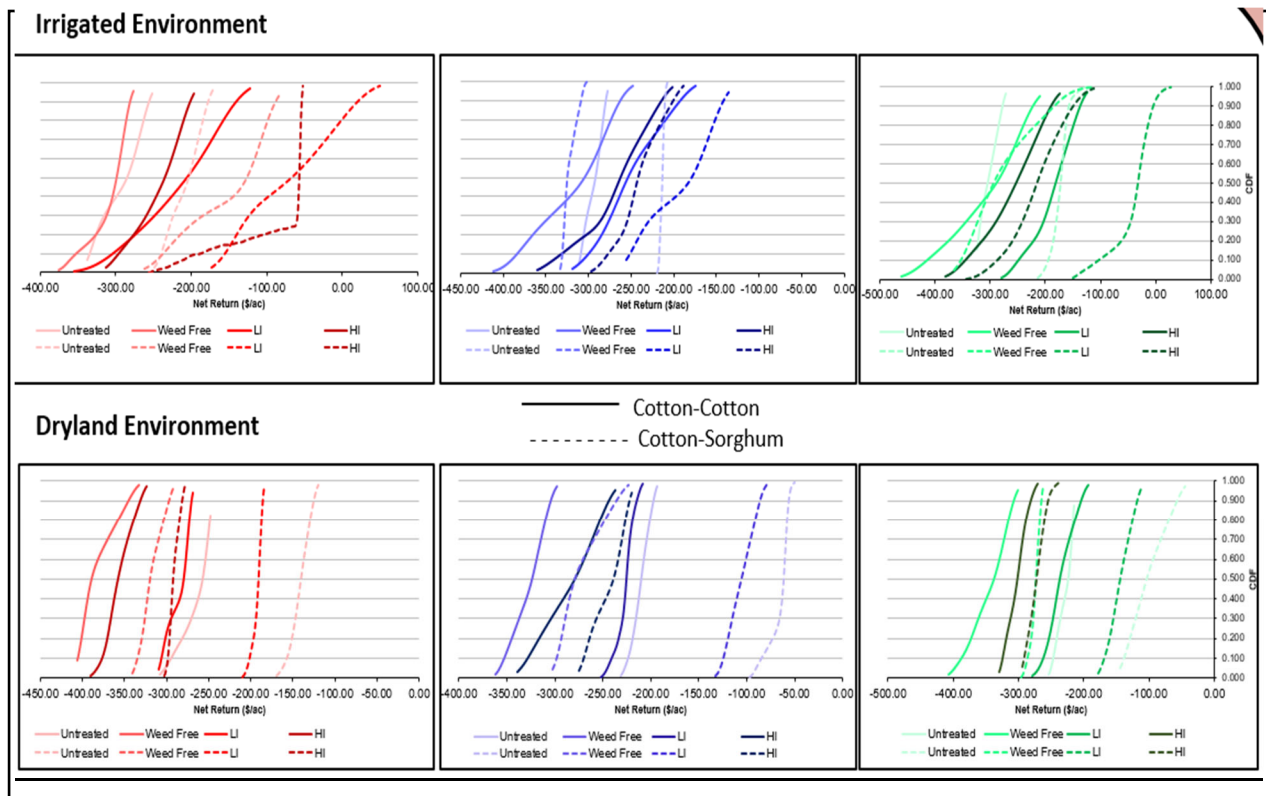 Irrigated Environment
-400.00 -300.00 -200.00 -100.00 0.00 100.00
Net Return ($/ac)
Untreated Weed Free LI HI
Untreated Weed Free LI HI
-450.00 -400.00 -350.00 -300.00 -250.00 -200.00 -150.00 -100.00 -50.00 0.00
Net Return ($/ac)
Untreated Weed Free LI HI
Untreated Weed Free LI HI
1.000
0.900
0.800
0.700
0.600
0.500
0.400
0.300
0.200
0.100
0.000
CDF
-500.00 -400.00 -300.00 -200.00 -100.00 0.00 100.00
Net Return ($/ac)
Untreated Weed Free LI HI
Untreated Weed Free LI HI
Cotton-Cotton
Cotton-Sorghum
Dryland Environment
-450.00 -400.00 -350.00 -300.00 -250.00 -200.00 -150.00 -100.00 -50.00 0.00
Net Return ($/ac)
Untreated Weed Free LI HI
Untreated Weed Free LI HI
-400.00 -350.00 -300.00 -250.00 -200.00 -150.00 -100.00 -50.00 0.00
Net Return ($/ac)
Untreated Weed Free LI HI
Untreated Weed Free LI HI
1.000
0.900
0.800
0.700
0.600
0.500
0.400
0.300
0.200
0.100
0.000
CDF
-500.00 -400.00 -300.00 -200.00 -100.00 0.00
Net Return ($/ac)
Untreated Weed Free LI HI
Untreated Weed Free LI HI